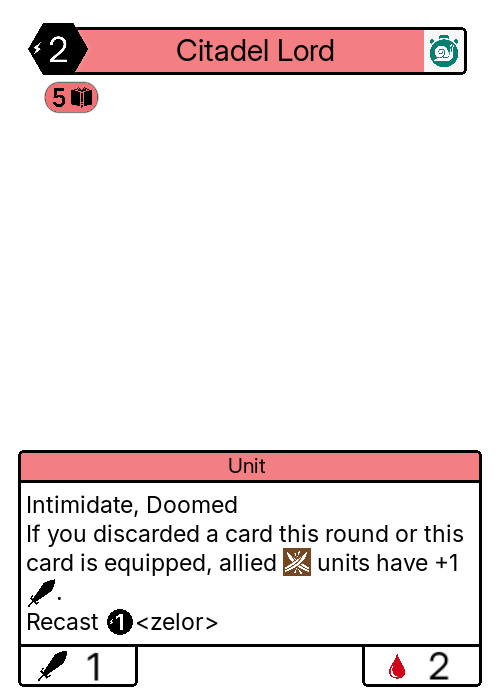 2 Citadel Lord
5
Unit
Intimidate, Doomed
If you discarded a card this round or this
card is equipped, allied units have +1
.
Recast 1 <zelor>
1 2